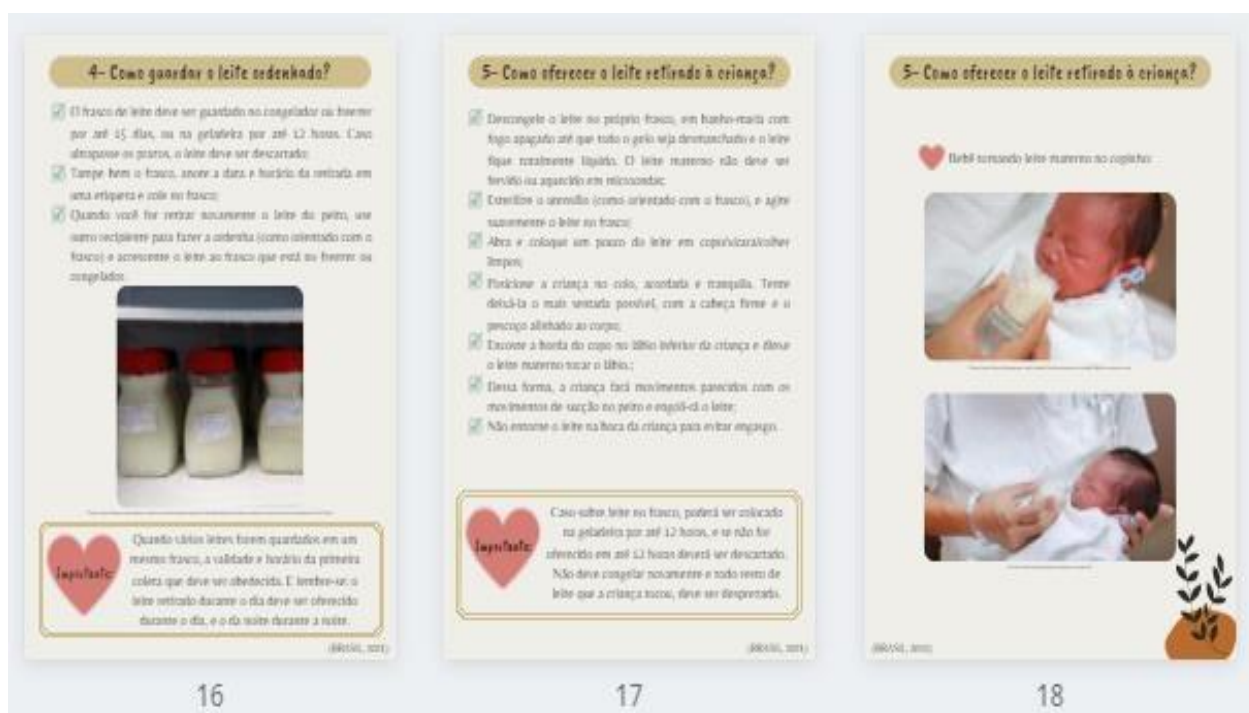 4- Como guardar o leite ordenhado?
O frasco de leite deve ser guardado no congelador ou freezer
por até 15 dias, ou na geladeira por até 12 horas. Caso
ultrapasse os prazos, o leite deve ser descartado;
Tampe bem o frasco, anote a data e horário da retirada em
uma etiqueta e cole no frasco;
Quando você for retirar novamente o leite do peito, use
outro recipiente para fazer a ordenha (como orientado com o
frasco) e acrescente o leite ao frasco que está no freezer ou
congelador.
Importante:
Quando vários leites forem guardados em um
mesmo frasco, a validade e horário da primeira
coleta que deve ser obedecida. E lembre-se: o
leite retirado durante o dia deve ser oferecido
durante o dia, e o da noite durante a noite.
(BRASIL, 2021)
16
5- Como oferecer o leite retirado à criança?
Descongele o leite no próprio frasco, em banho-maria com
fogo apagado até que todo o gelo seja desmanchado e o leite
fique totalmente líquido. O leite materno não deve ser
fervido ou aquecido em microondas;
Esterilize o utensílio (como orientado com o frasco), e agite
suavemente o leite no frasco;
Abra e coloque um pouco do leite em copo/xícara/colher
limpos;
Posicione a criança no colo, acordada e tranquila. Tente
deixá-la o mais sentada possível, com a cabeça firme e o
pescoço alinhado ao corpo;
Encoste a borda do copo no lábio inferior da criança e deixe
o leite materno tocar o lábio.;
Dessa forma, a criança fará movimentos parecidos com os
movimentos de sucção no peito e engoli-rá o leite;
Não entorne o leite na boca da criança para evitar engasgo.
Importante:
Caso sobre leite no frasco, poderá ser colocado
na geladeira por até 12 horas, e se não for
oferecido em até 12 horas deverá ser descartado.
Não deve congelar novamente e todo resto de
leite que a criança tocou, deve ser desprezado.
(BRASIL, 2021)
17
5- Como oferecer o leite retirado à criança?
Bebê tomando leite materno no copinho:
(BRASIL,
18